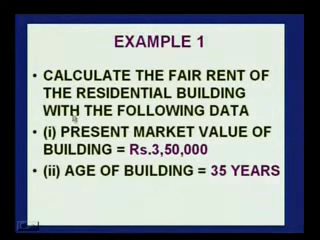 EXAMPLE 1
• CALCULATE THE FAIR RENT OF
THE RESIDENTIAL BUILDING
WITH THE FOLLOWING DATA
• (i) PRESENT MARKET VALUE OF
BUILDING = Rs.3,50,000
• (ii) AGE OF BUILDING = 35 YEARS